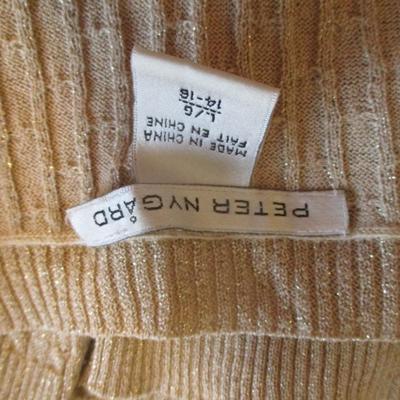 PETER NYGÅRD
L/G
14-16
MADE IN CHINA
FAIT EN CHINE